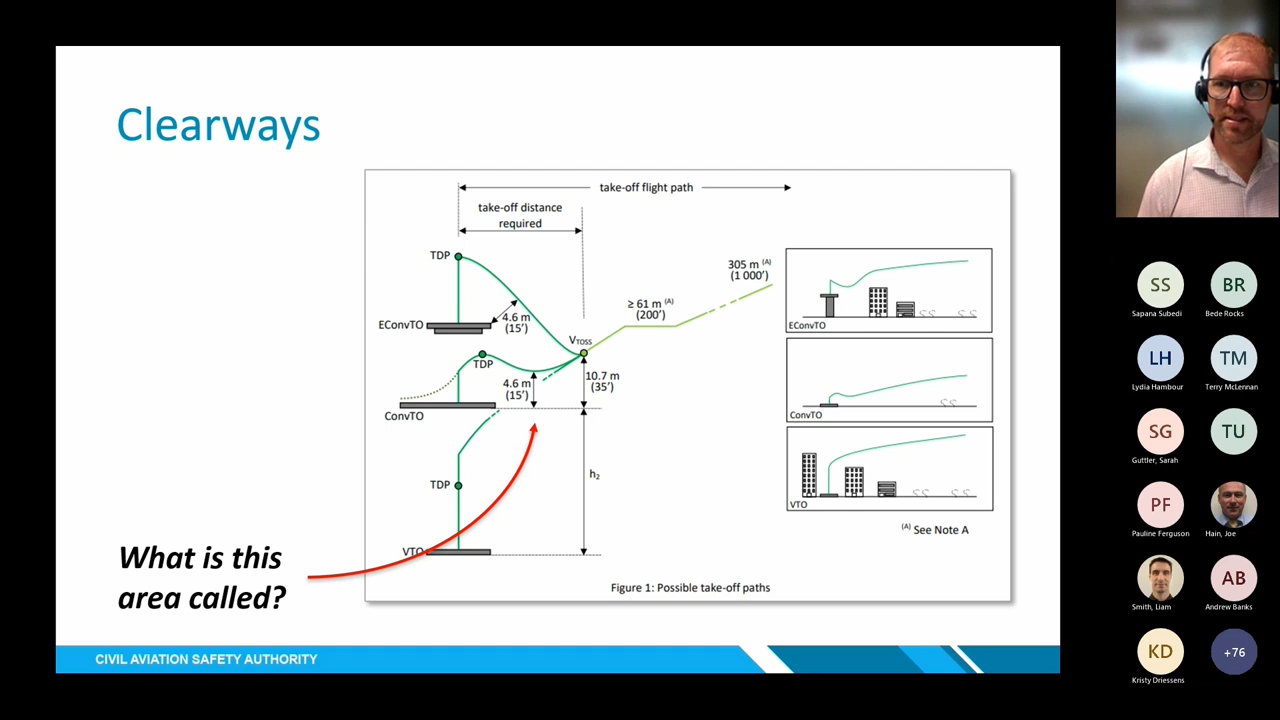 Clearways
take-off flight path
take-off distance
required
TDP
305 m (A)
(1 000')
≥ 61 m (A)
(200')
EConvTO
4.6 m
(15')
VTOSS
TDP
10.7 m
(35')
4.6 m
(15')
ConvTO
h2
TDP
VTO
EConvTO
ConvTO
VTO
(A) See Note A
Figure 1: Possible take-off paths
What is this
area called?
CIVIL AVIATION SAFETY AUTHORITY
SS
BR
Sapana Subedi
Bede Rocks
LH
TM
Lydia Hambour
Terry McLennan
SG
TU
Guttler, Sarah
PF
Pauline Ferguson
Hain, Joe
AB
Smith, Liam
Andrew Banks
KD
+76
Kristy Driessens